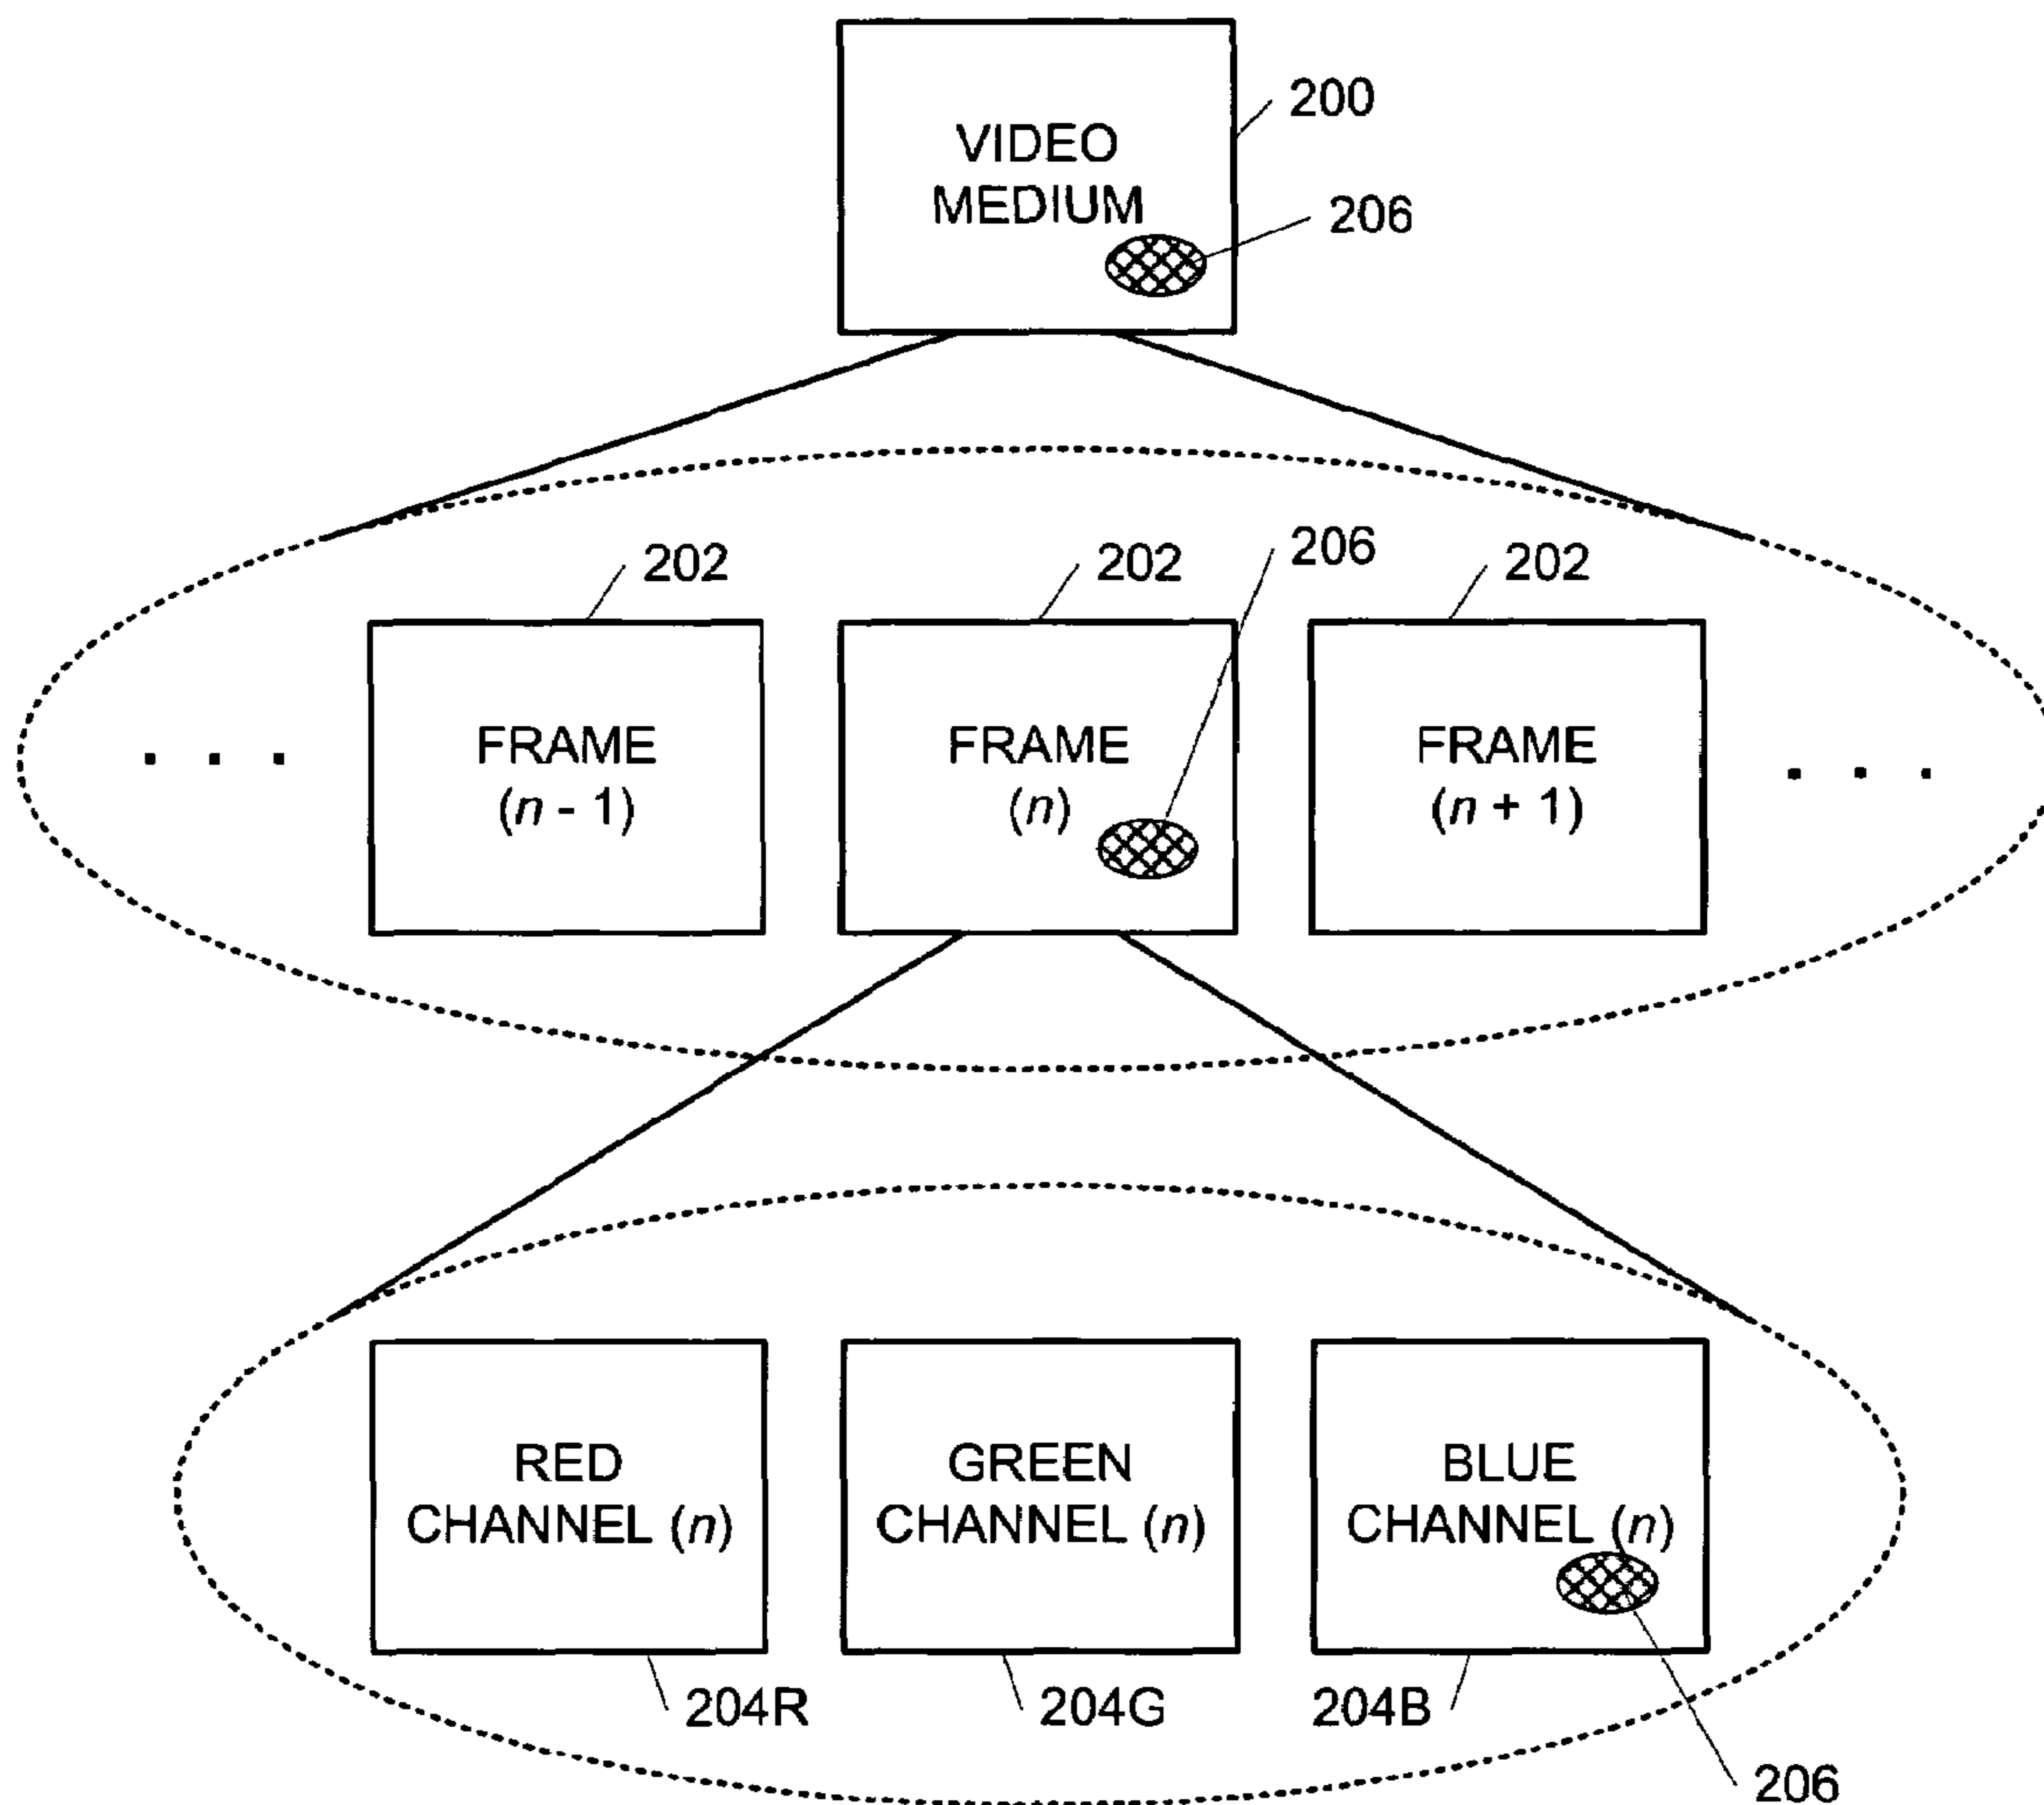 VIDEO
MEDIUM
200
206
202
202
206
202
. . .
FRAME
(n - 1)
FRAME
(n)
FRAME
(n + 1)
. . .
RED
CHANNEL (n)
GREEN
CHANNEL (n)
BLUE
CHANNEL (n)
204R
204G
204B
206